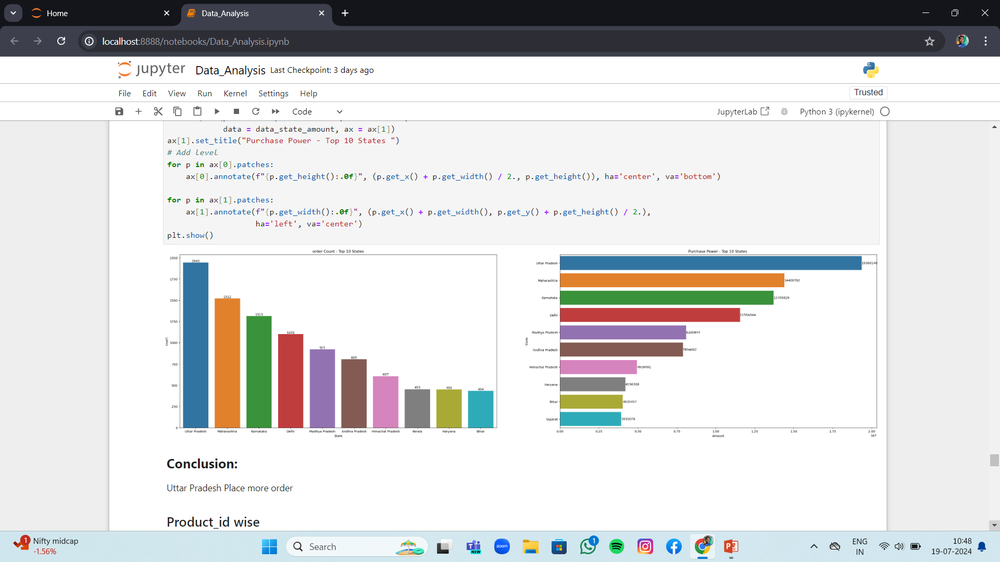 Home
Data_Analysis
localhost:8888/notebooks/Data_Analysis.ipynb
jupyter Data_Analysis Last Checkpoint: 3 days ago
File Edit View Run Kernel Settings Help
Trusted
Code
JupyterLab
Python 3 (ipykernel)
data = data_state_amount, ax = ax[1])
ax[1].set_title("Purchase Power - Top 10 States ")
# Add level
for p in ax[0].patches:
ax[0].annotate(f"{p.get_height():.0f}", (p.get_x() + p.get_width() / 2., p.get_height()), ha='center', va='bottom')
for p in ax[1].patches:
ax[1].annotate(f"{p.get_width():.0f}", (p.get_x() + p.get_width(), p.get_y() + p.get_height() / 2.),
ha='left', va='center')
plt.show()
order Count - Top 10 States
2000
1750
1500
1250
1000
750
500
250
0
count
1943
1522
1313
1102
921
805
607
453
450
434
Uttar Pradesh Maharashtra Karnataka Delhi Madhya Pradesh Andhra Pradesh Himachal Pradesh Kerala Haryana Bihar
State
Purchase Power - Top 10 States
State
Uttar Pradesh 19360146
Maharashtra 14400762
Karnataka 13705829
Delhi 11554344
Madhya Pradesh 8100944
Andhra Pradesh 7894002
Himachal Pradesh 4939491
Haryana 4196308
Bihar 4035457
Gujarat 3935076
0.00 0.25 0.50 0.75 1.00 1.25 1.50 1.75 2.00
1e7
Amount
Conclusion:
Uttar Pradesh Place more order
Product_id wise
1
Nifty midcap
-1.56%
Search
NEW
zoom
1
ENG
IN
10:48
19-07-2024